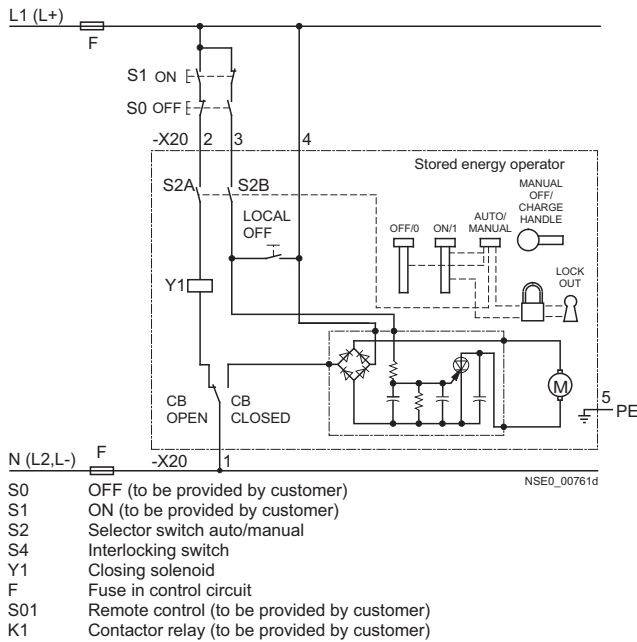 L1 (L+)
F
S1 ON
S0 OFF
-X20 2 3 4
Stored energy operator
S2A S2B
MANUAL
OFF/
CHARGE
HANDLE
LOCAL
OFF
OFF/0 ON/1 AUTO/
MANUAL
LOCK
OUT
Y1
M
CB
OPEN
CB
CLOSED
5
PE
N (L2,L-) F -X20 1
NSE0_00761d
S0 OFF (to be provided by customer)
S1 ON (to be provided by customer)
S2 Selector switch auto/manual
S4 Interlocking switch
Y1 Closing solenoid
F Fuse in control circuit
S01 Remote control (to be provided by customer)
K1 Contactor relay (to be provided by customer)